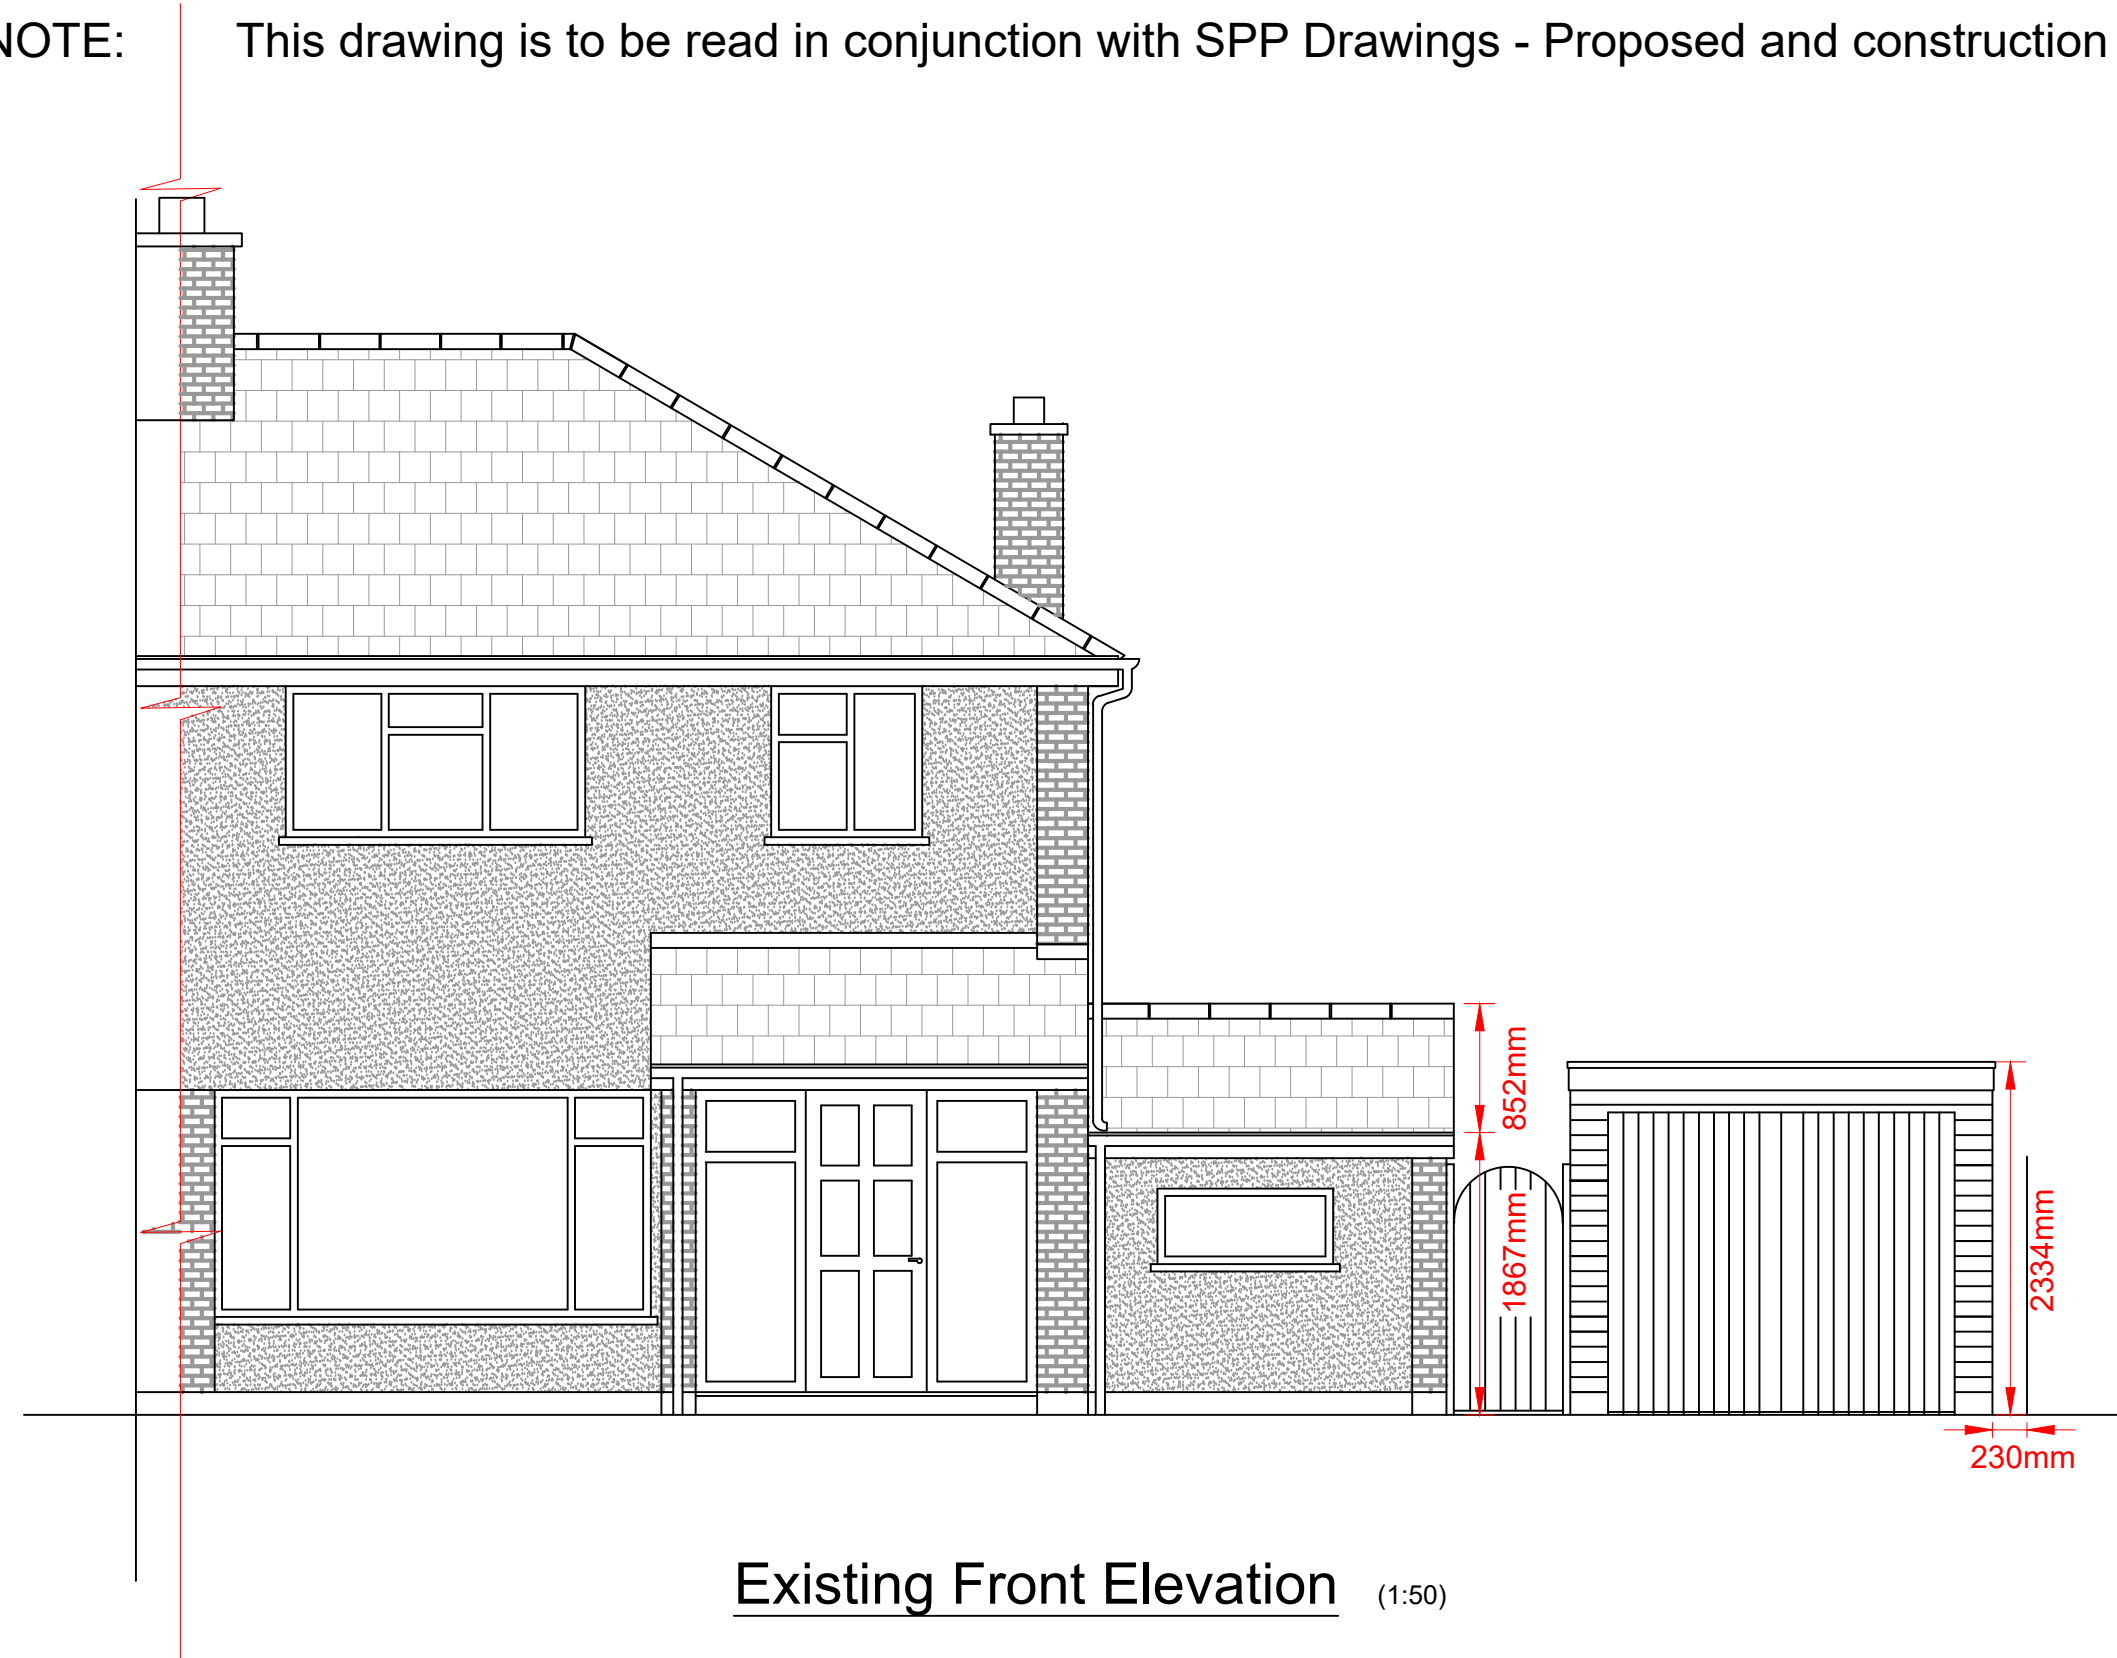 NOTE: This drawing is to be read in conjunction with SPP Drawings - Proposed and construction
852mm
1867mm
2334mm
230mm
Existing Front Elevation (1:50)